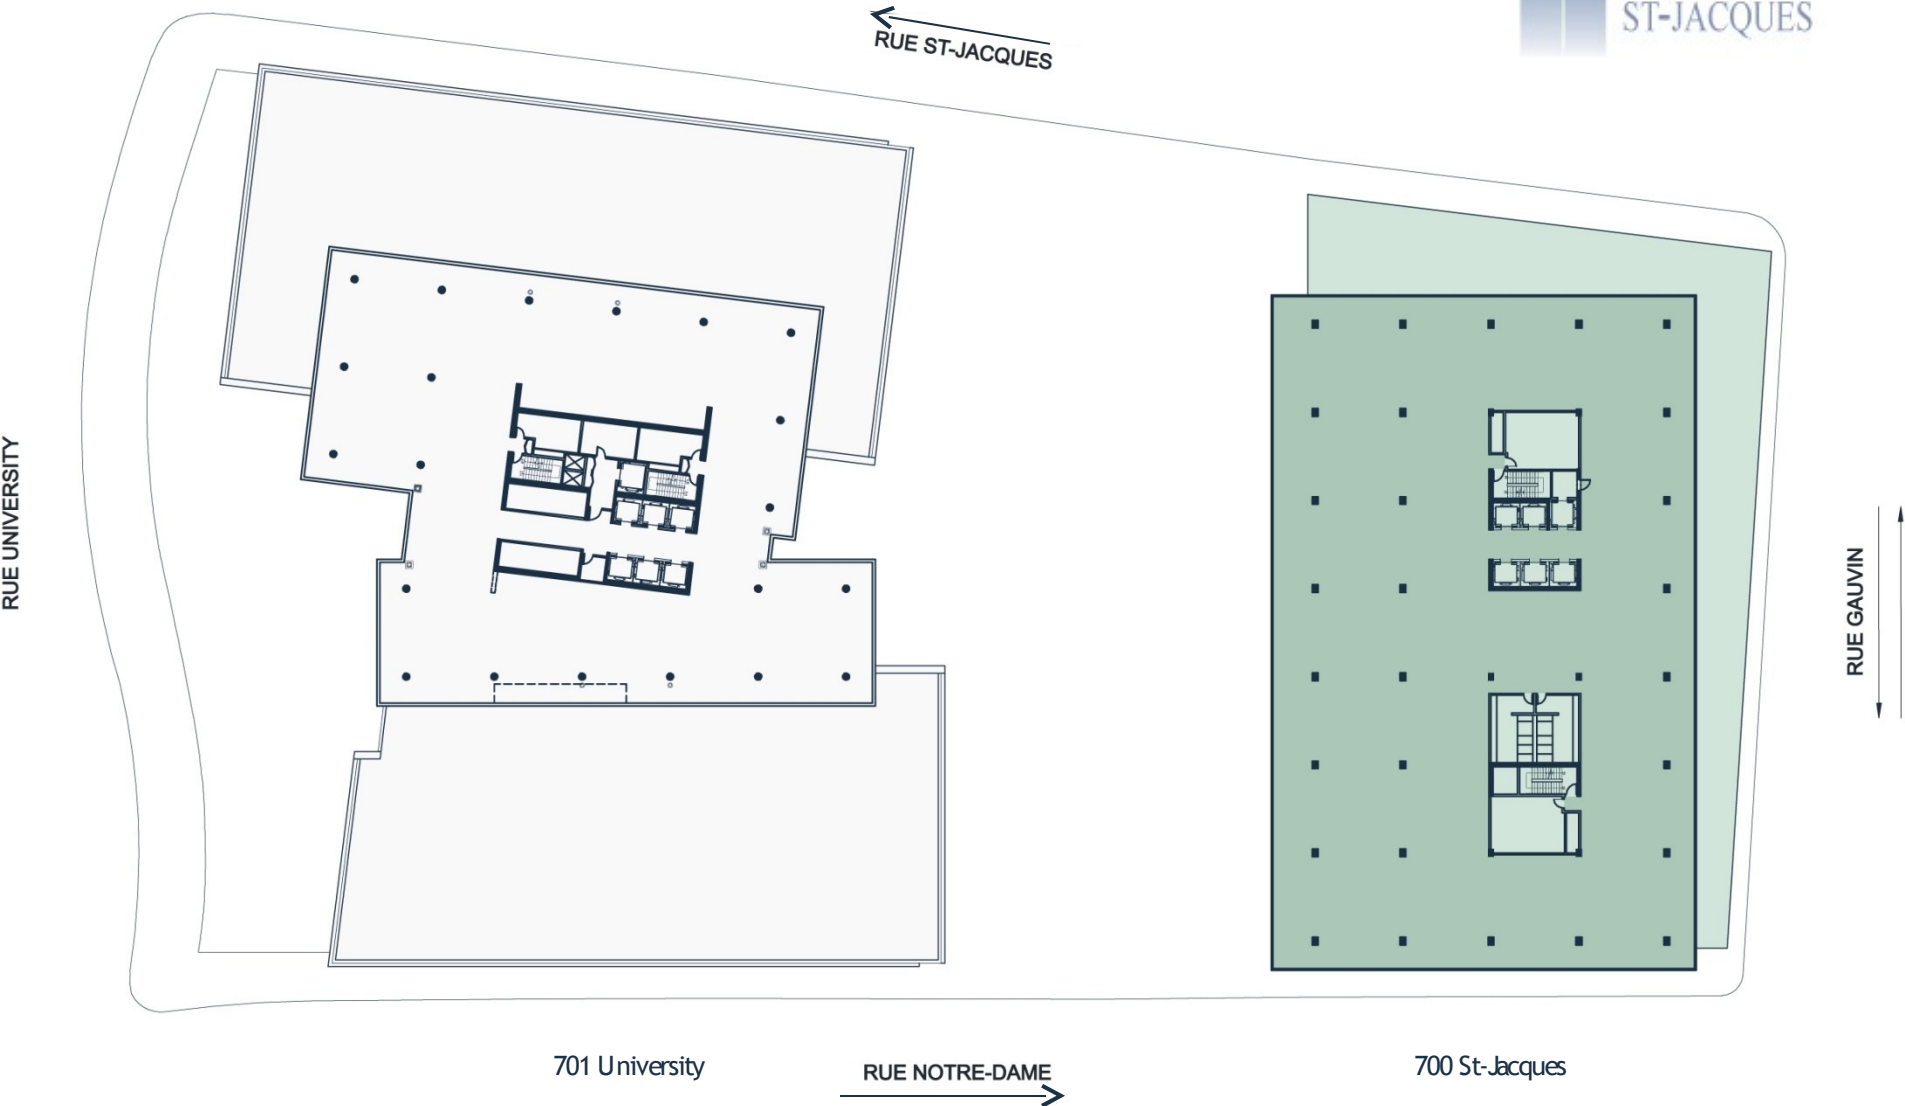 ST-JACQUES
RUE ST-JACQUES
RUE UNIVERSITY
RUE GAUVIN
701 University
RUE NOTRE-DAME
700 St-Jacques